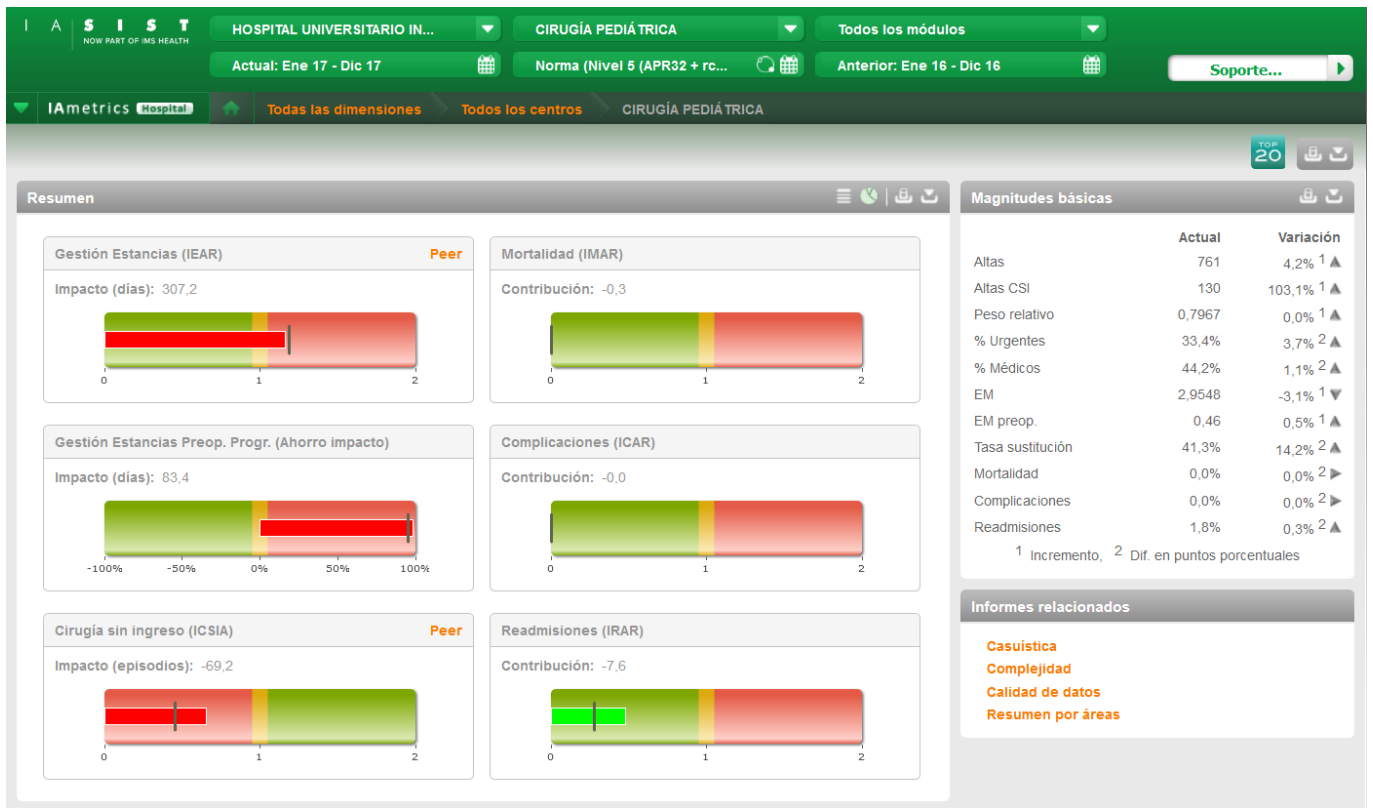 I A S I S T
NOW PART OF IMS HEALTH
HOSPITAL UNIVERSITARIO IN...
CIRUGÍA PEDIÁTRICA
Todos los módulos
Actual: Ene 17 - Dic 17
Norma (Nivel 5 (APR32 + rc...
Anterior: Ene 16 - Dic 16
Soporte...
IAmetrics Hospital
Todas las dimensiones
Todos los centros
CIRUGÍA PEDIÁTRICA
TOP 20
Resumen
Gestión Estancias (IEAR) Peer
Impacto (días): 307,2
0 1 2
Mortalidad (IMAR)
Contribución: -0,3
0 1 2
Gestión Estancias Preop. Progr. (Ahorro impacto)
Impacto (días): 83,4
-100% -50% 0% 50% 100%
Complicaciones (ICAR)
Contribución: -0,0
0 1 2
Cirugía sin ingreso (ICSIA) Peer
Impacto (episodios): -69,2
0 1 2
Readmisiones (IRAR)
Contribución: -7,6
0 1 2
Magnitudes básicas
Actual Variación
Altas 761 4,2% 1
Altas CSI 130 103,1% 1
Peso relativo 0,7967 0,0% 1
% Urgentes 33,4% 3,7% 2
% Médicos 44,2% 1,1% 2
EM 2,9548 -3,1% 1
EM preop. 0,46 0,5% 1
Tasa sustitución 41,3% 14,2% 2
Mortalidad 0,0% 0,0% 2
Complicaciones 0,0% 0,0% 2
Readmisiones 1,8% 0,3% 2
1 Incremento, 2 Dif. en puntos porcentuales
Informes relacionados
Casuística
Complejidad
Calidad de datos
Resumen por áreas